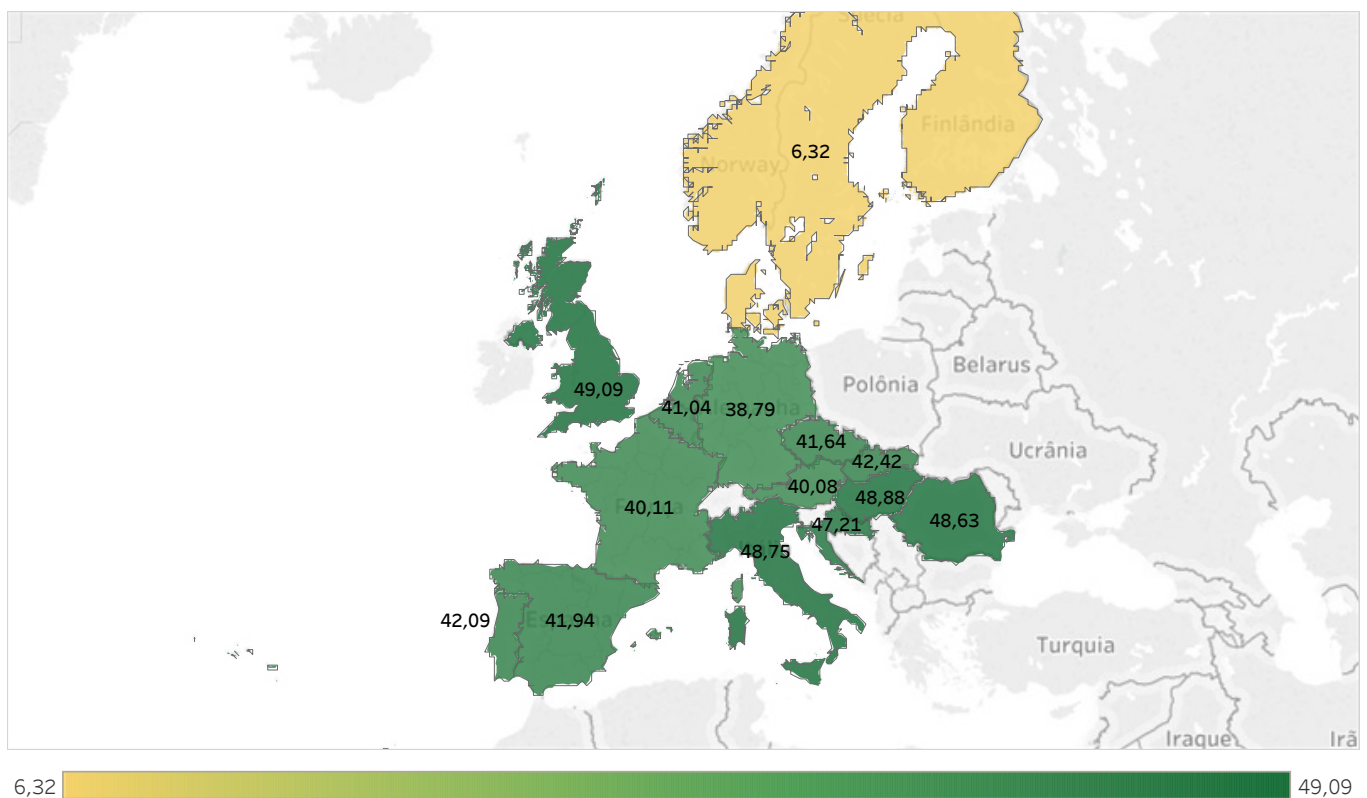 Suécia
Finlândia
6,32
Norway
49,09
41,04
38,79
Polônia
Belarus
41,64
Ucrânia
42,42
40,08
48,88
40,11
47,21
48,63
48,75
42,09
41,94
Turquia
Iraque
Irã
6,32
49,09